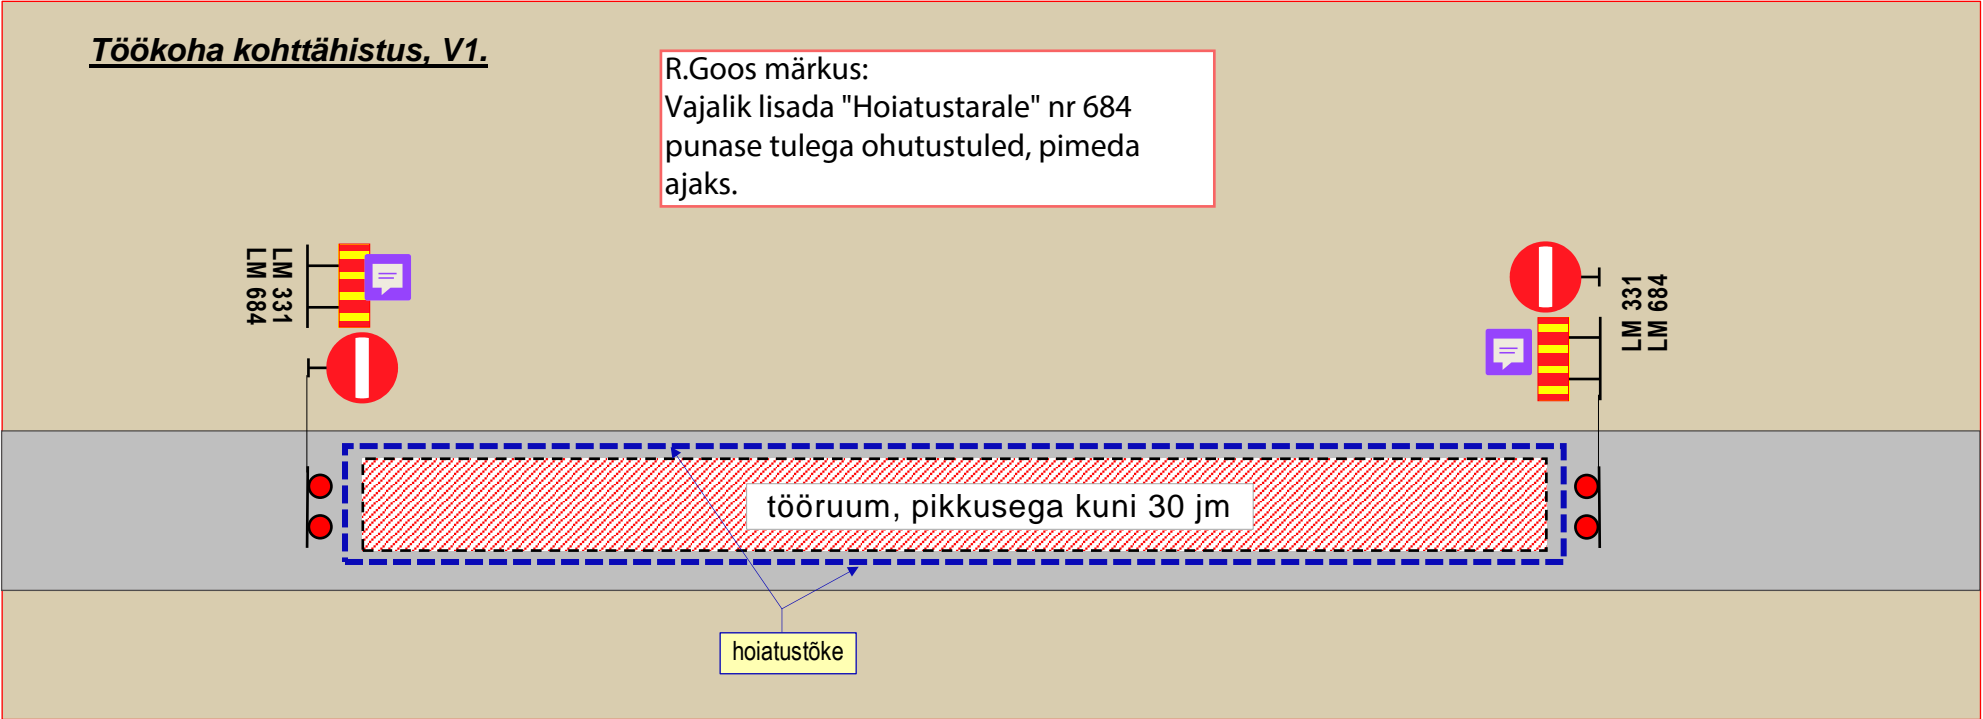 Töökoha kohttähistus, V1.
R.Goos märkus:
Vajalik lisada "Hoiatustarale" nr 684
punase tulega ohutustuled, pimeda
ajaks.
LM 331
LM 684
LM 331
LM 684
tööruum, pikkusega kuni 30 jm
hoiatustõke